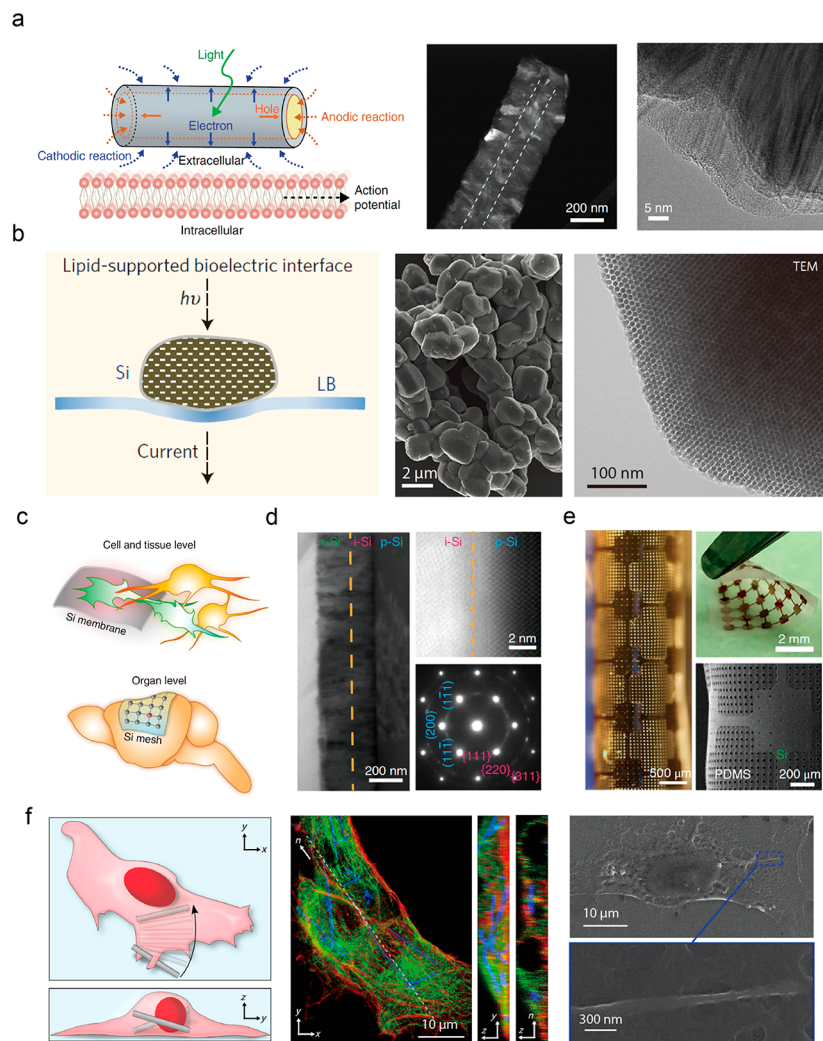 a
Light
Hole
Anodic reaction
Electron
Cathodic reaction
Extracellular
Action
potential
Intracellular
200 nm
5 nm
b
Lipid-supported bioelectric interface
hυ
Si
LB
Current
2 μm
TEM
100 nm
c
Cell and tissue level
Si membrane
Organ level
Si mesh
d
i-Si
p-Si
200 nm
i-Si
p-Si
2 nm
(11̅1)
(200)
(111̅)
{111}
{220}
{311}
e
500 μm
2 mm
Si
PDMS
200 μm
f
y
x
z
y
n
y
x
10 μm
y
z
n
z
10 μm
300 nm